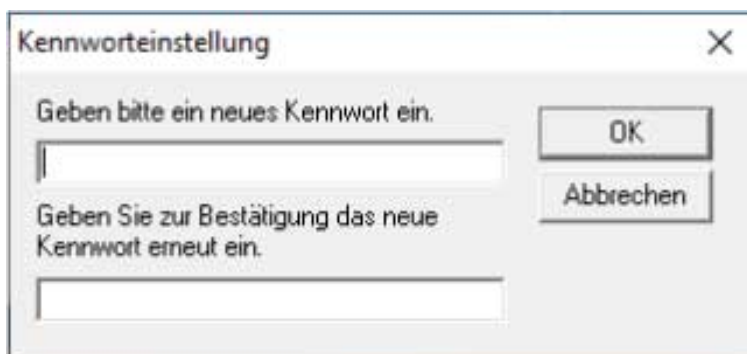 Kennworteinstellung
Geben bitte ein neues Kennwort ein.
OK
Abbrechen
Geben Sie zur Bestätigung das neue
Kennwort erneut ein.